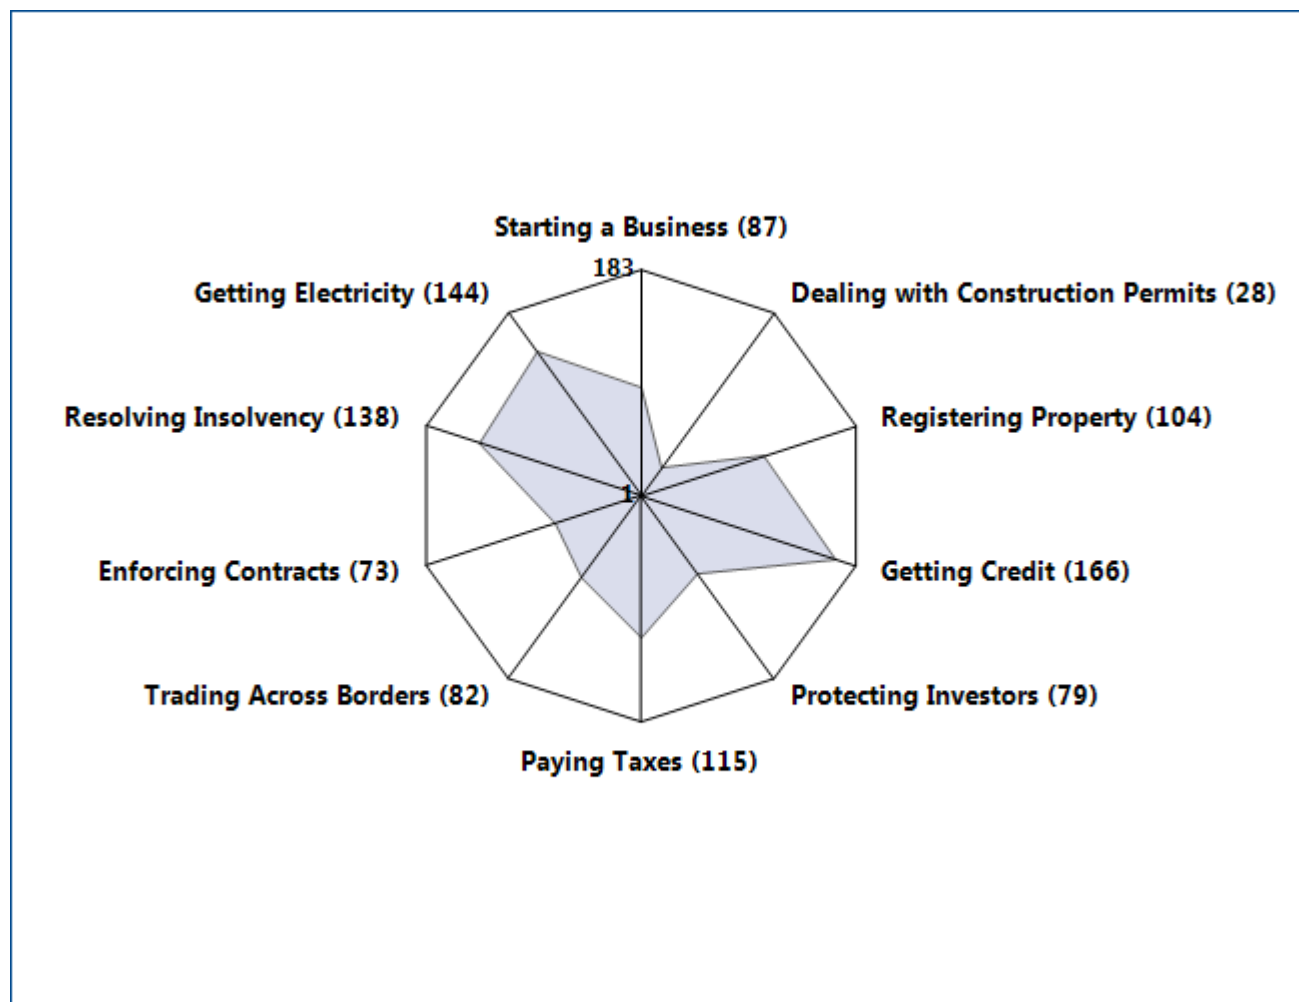 Starting a Business (87)
183
Getting Electricity (144)
Dealing with Construction Permits (28)
Resolving Insolvency (138)
Registering Property (104)
1
Enforcing Contracts (73)
Getting Credit (166)
Trading Across Borders (82)
Protecting Investors (79)
Paying Taxes (115)